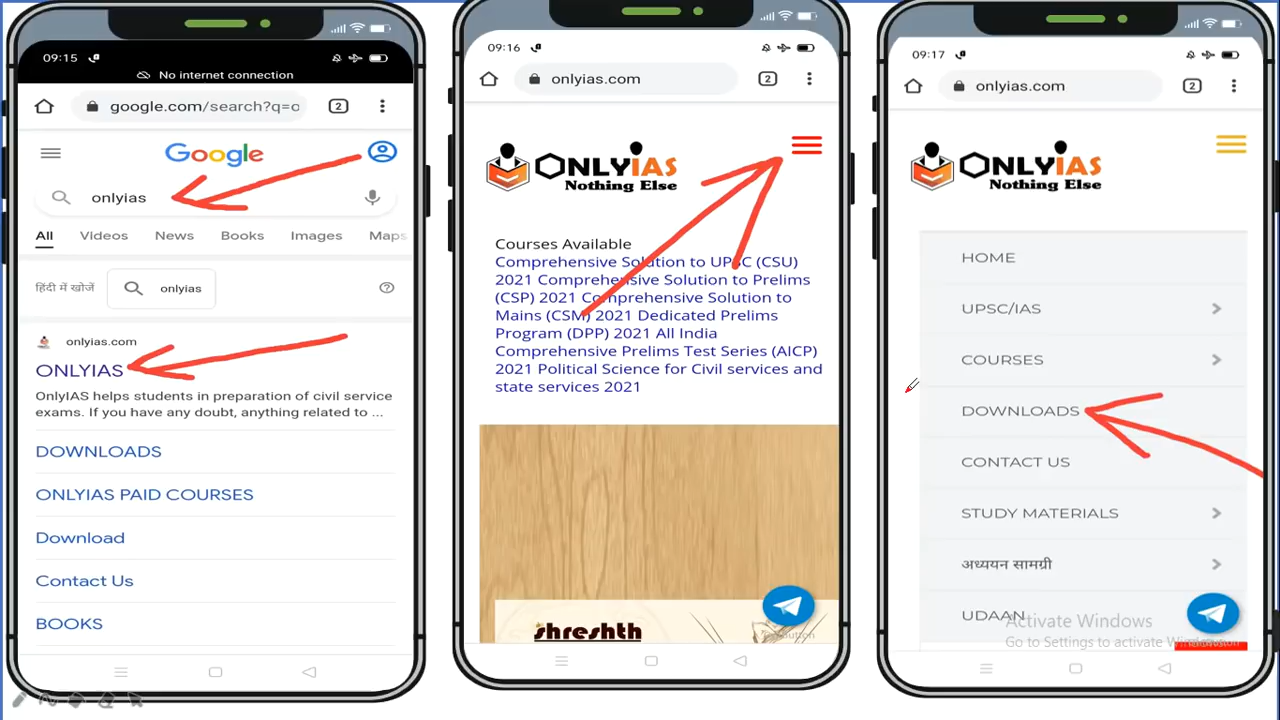 09:15
No internet connection
google.com/search?q=o
2
Google
onlyias
All Videos News Books Images Maps
हिंदी में खोजें onlyias
onlyias.com
ONLYIAS
OnlyIAS helps students in preparation of civil service
exams. If you have any doubt, anything related to ...
DOWNLOADS
ONLYIAS PAID COURSES
Download
Contact Us
BOOKS
09:16
onlyias.com
2
ONLYIAS
Nothing Else
Courses Available
Comprehensive Solution to UPSC (CSU)
2021 Comprehensive Solution to Prelims
(CSP) 2021 Comprehensive Solution to
Mains (CSM) 2021 Dedicated Prelims
Program (DPP) 2021 All India
Comprehensive Prelims Test Series (AICP)
2021 Political Science for Civil services and
state services 2021
shreshth
09:17
onlyias.com
2
ONLYIAS
Nothing Else
HOME
UPSC/IAS
COURSES
DOWNLOADS
CONTACT US
STUDY MATERIALS
अध्ययन सामग्री
UDAAN
Activate Windows
Go to Settings to activate Windows.